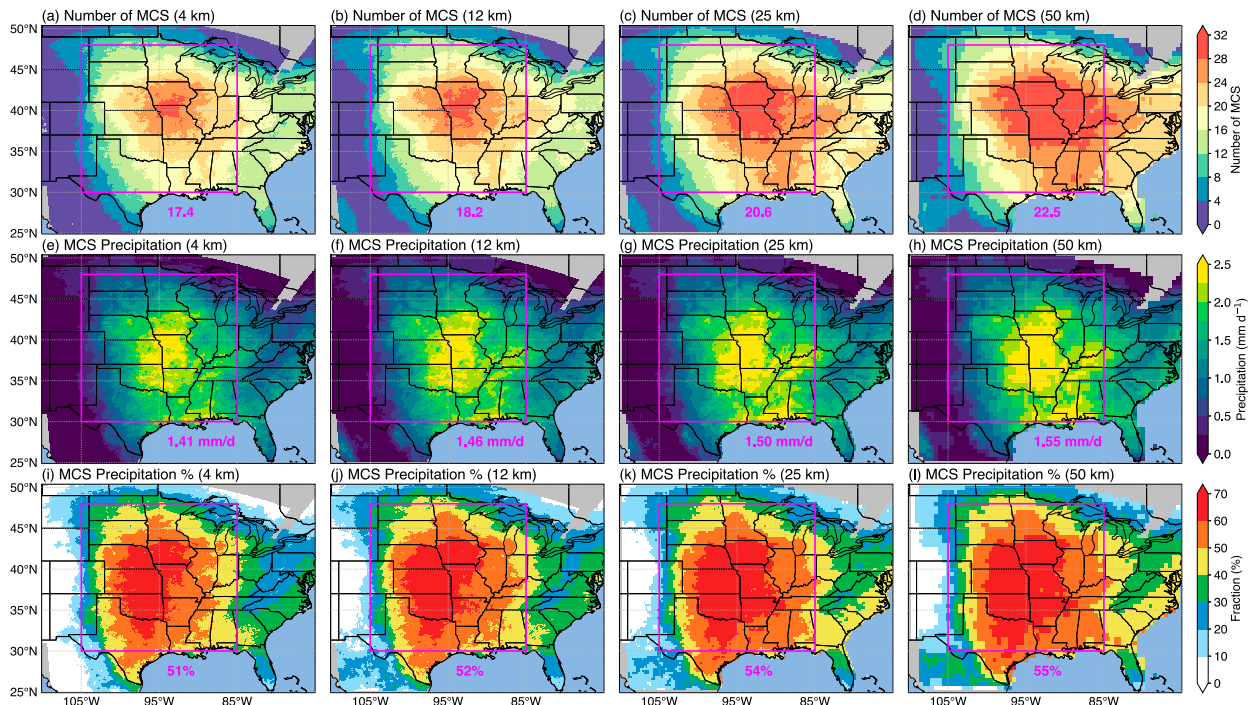 (a) Number of MCS (4 km)
(b) Number of MCS (12 km)
(c) Number of MCS (25 km)
(d) Number of MCS (50 km)
50°N
45°N
40°N
35°N
30°N
25°N
17.4
18.2
20.6
22.5
32
28
24
20
16
12
8
4
0
Number of MCS
(e) MCS Precipitation (4 km)
(f) MCS Precipitation (12 km)
(g) MCS Precipitation (25 km)
(h) MCS Precipitation (50 km)
50°N
45°N
40°N
35°N
30°N
25°N
1.41 mm/d
1.46 mm/d
1.50 mm/d
1.55 mm/d
2.5
2.0
1.5
1.0
0.5
0.0
Precipitation (mm d⁻¹)
(i) MCS Precipitation % (4 km)
(j) MCS Precipitation % (12 km)
(k) MCS Precipitation % (25 km)
(l) MCS Precipitation % (50 km)
50°N
45°N
40°N
35°N
30°N
25°N
51%
52%
54%
55%
70
60
50
40
30
20
10
0
Fraction (%)
105°W 95°W 85°W
105°W 95°W 85°W
105°W 95°W 85°W
105°W 95°W 85°W